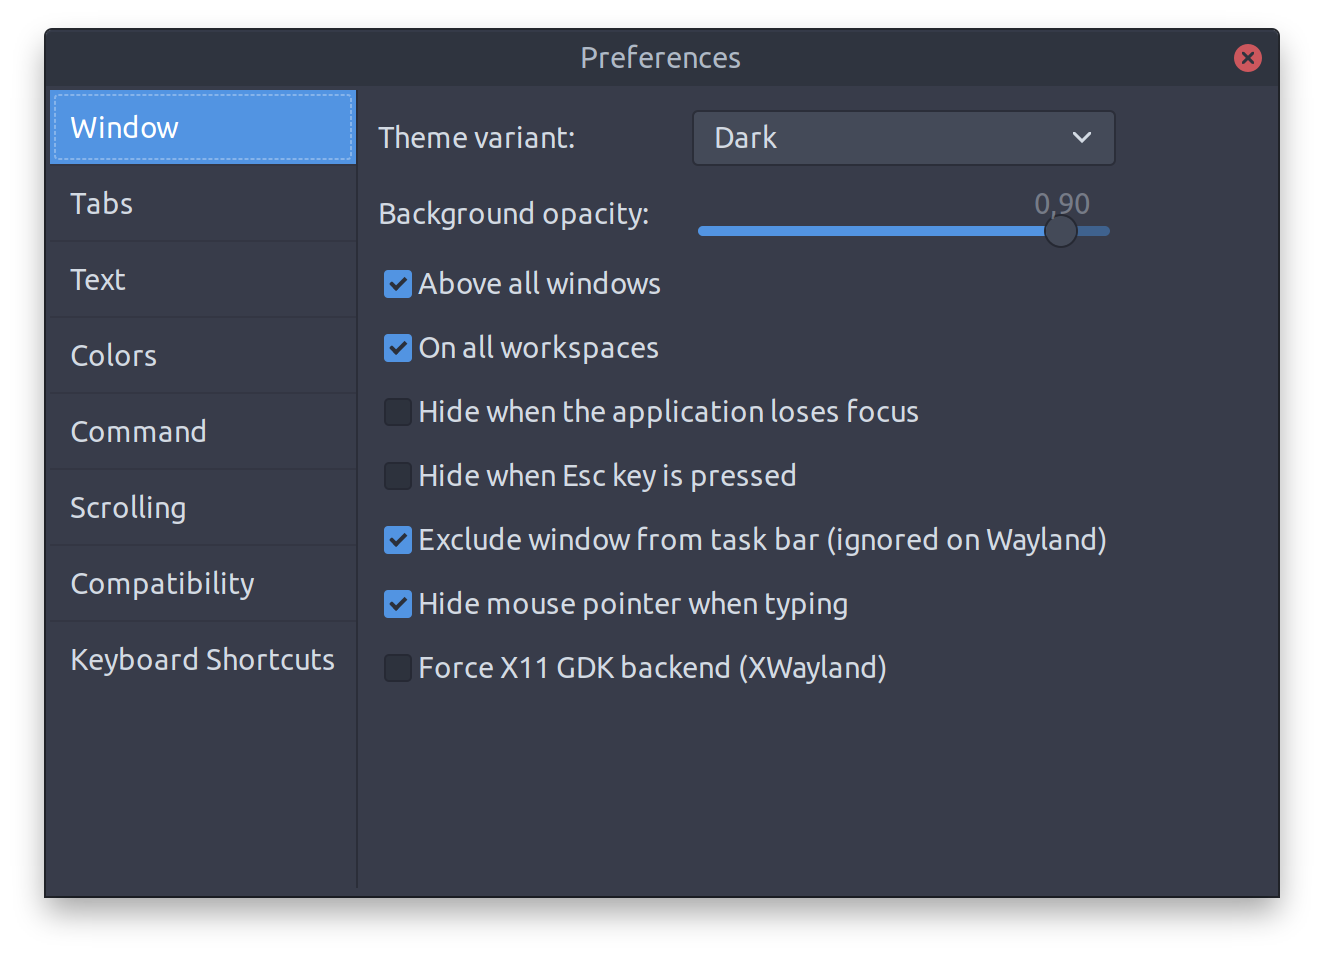 Preferences
Window
Tabs
Text
Colors
Command
Scrolling
Compatibility
Keyboard Shortcuts
Theme variant: Dark
Background opacity: 0,90
Above all windows
On all workspaces
Hide when the application loses focus
Hide when Esc key is pressed
Exclude window from task bar (ignored on Wayland)
Hide mouse pointer when typing
Force X11 GDK backend (XWayland)